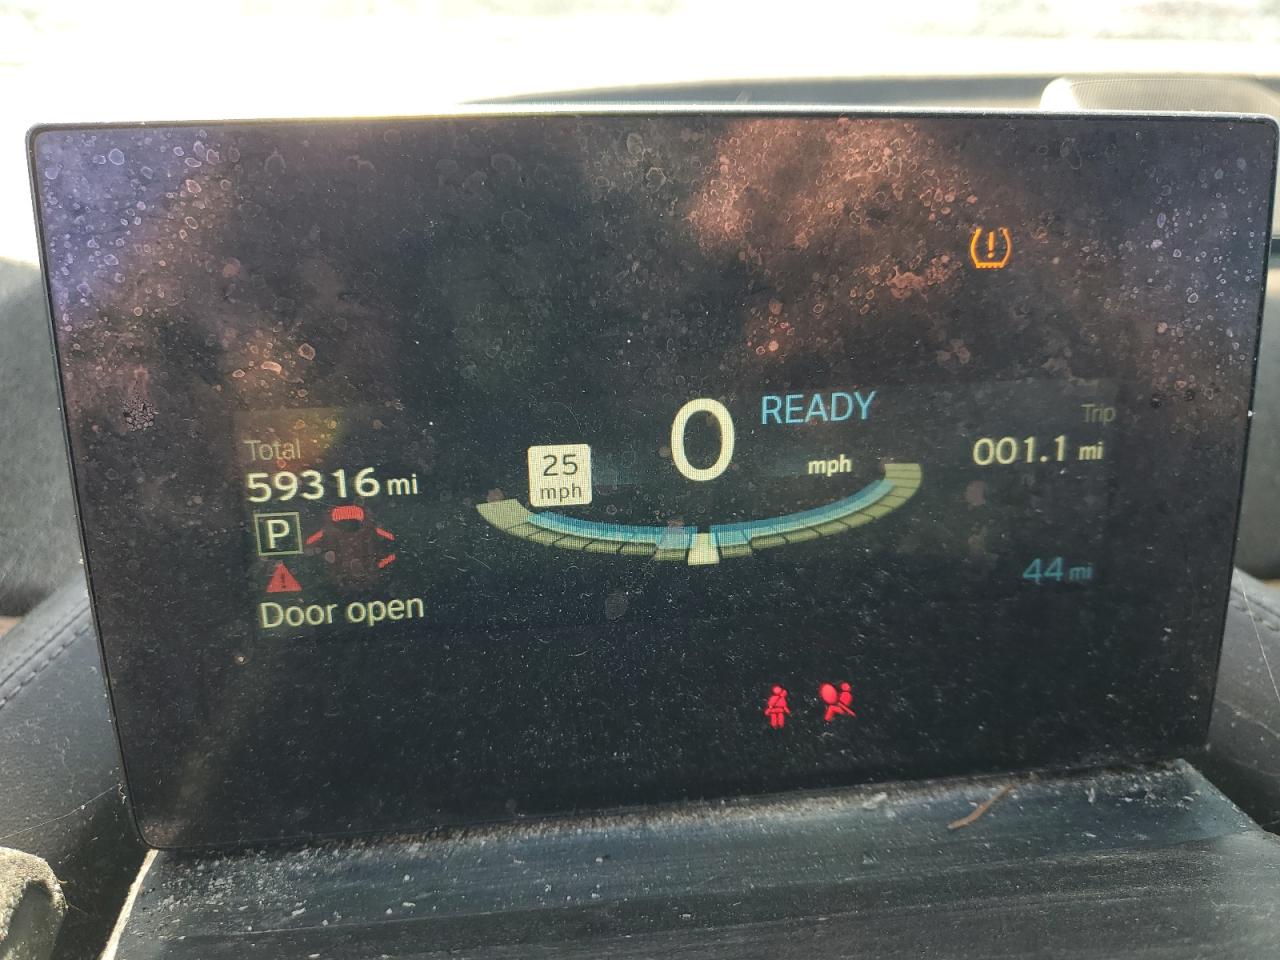 Total
59316 mi
P
Door open
25
mph
0
READY
mph
Trip
001.1 mi
44 mi